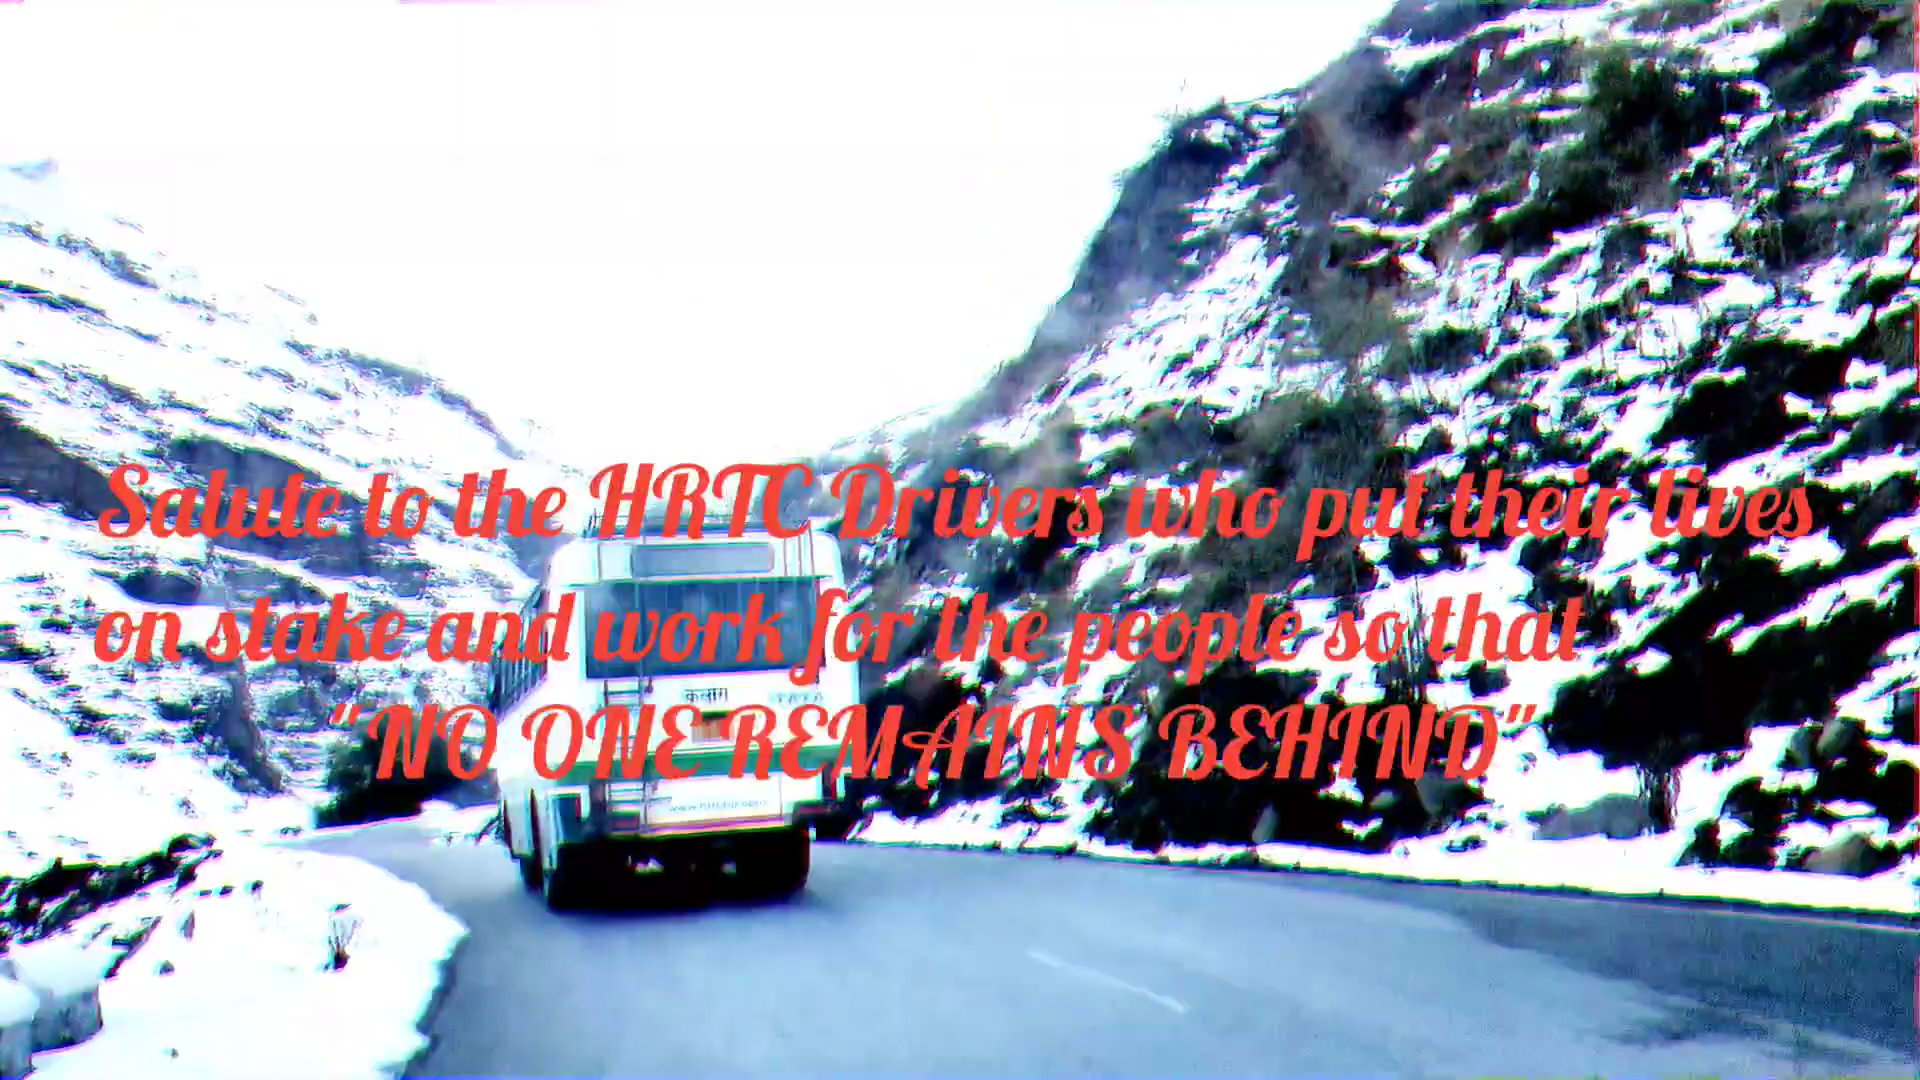 Salute to the HRTC Drivers who put their lives
on stake and work for the people so that
"NO ONE REMAINS BEHIND"